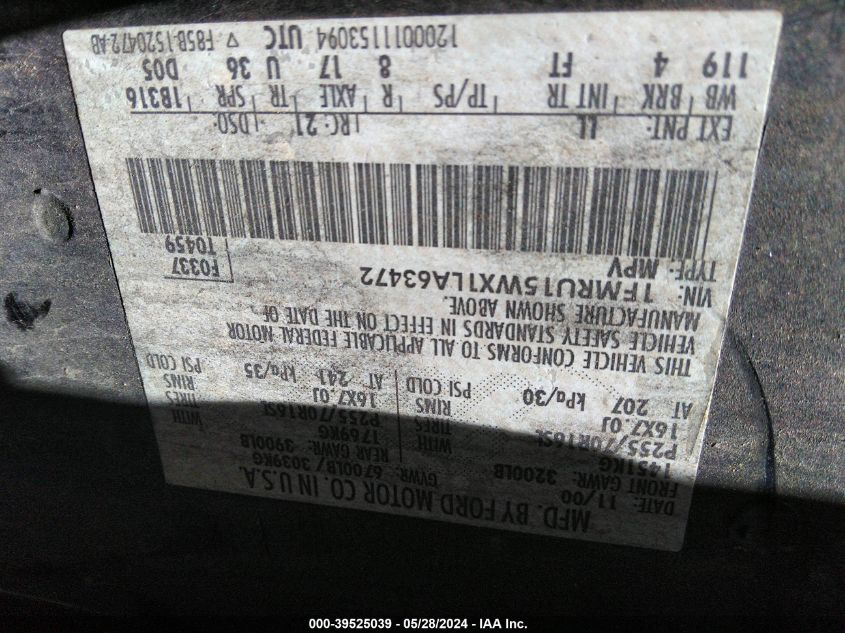 MFD. BY FORD MOTOR CO. IN U.S.A.
DATE: 11/00 GVWR: 6700LB / 3039KG
FRONT GAWR: 3200LB REAR GAWR: 3900LB
1451KG WITH 1769KG WITH
P255/70R16SL TIRES P255/70R16SL TIRES
16X7.0J RIMS 16X7.0J RIMS
AT 207 kPa/30 PSI COLD AT 241 kPa/35 PSI COLD
THIS VEHICLE CONFORMS TO ALL APPLICABLE FEDERAL MOTOR
VEHICLE SAFETY STANDARDS IN EFFECT ON THE DATE OF
MANUFACTURE SHOWN ABOVE.
VIN: 1FMRU15WX1LA63472 F0337
TYPE: MPV T0459
EXT PNT: LL RC: 21 DSO:
WB BRK INT TR TP/PS R AXLE TR SPR 1B316
119 4 FT 8 17 U 36 D05
120001153094 UTC ▽ F85B-1520472-AB
000-39525039 - 05/28/2024 - IAA Inc.